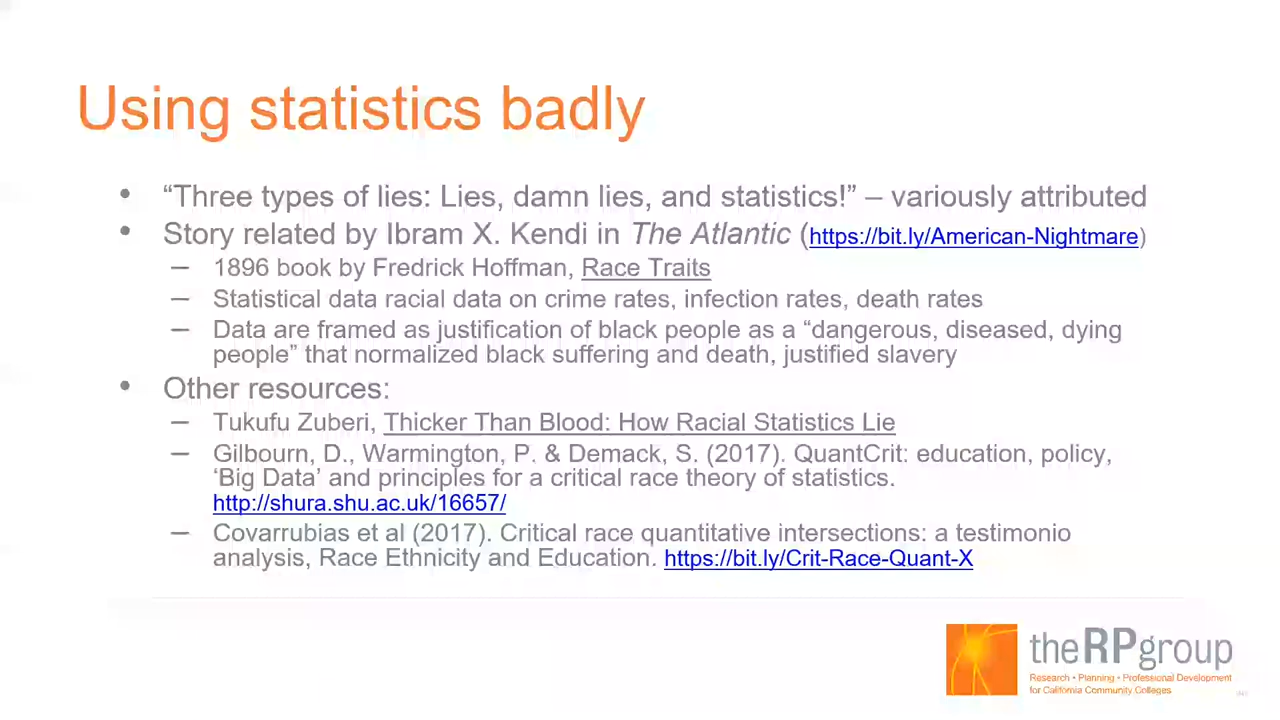 Using statistics badly
• “Three types of lies: Lies, damn lies, and statistics!” – variously attributed
• Story related by Ibram X. Kendi in The Atlantic (https://bit.ly/American-Nightmare)
– 1896 book by Fredrick Hoffman, Race Traits
– Statistical data racial data on crime rates, infection rates, death rates
– Data are framed as justification of black people as a “dangerous, diseased, dying
people” that normalized black suffering and death, justified slavery
• Other resources:
– Tukufu Zuberi, Thicker Than Blood: How Racial Statistics Lie
– Gilbourn, D., Warmington, P. & Demack, S. (2017). QuantCrit: education, policy,
‘Big Data’ and principles for a critical race theory of statistics.
http://shura.shu.ac.uk/16657/
– Covarrubias et al (2017). Critical race quantitative intersections: a testimonio
analysis, Race Ethnicity and Education. https://bit.ly/Crit-Race-Quant-X
theRPgroup
Research • Planning • Professional Development
for California Community Colleges